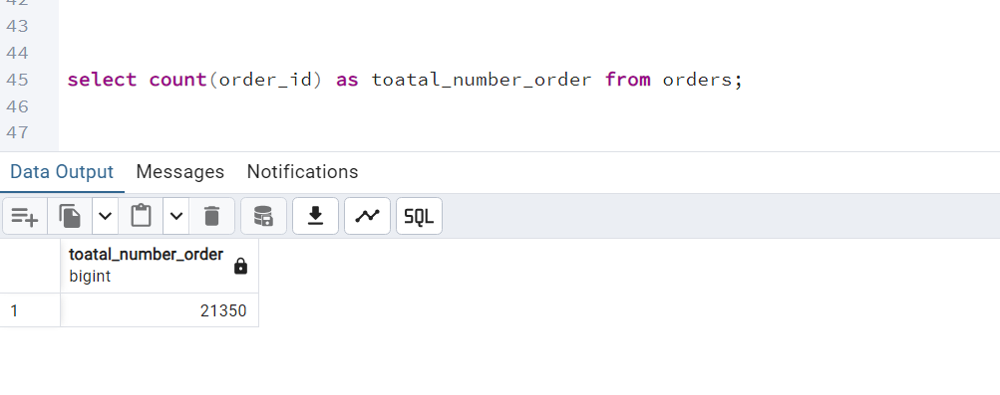 42
43
44
45 select count(order_id) as toatal_number_order from orders;
46
47
Data Output Messages Notifications
SQL
toatal_number_order
bigint
1 21350